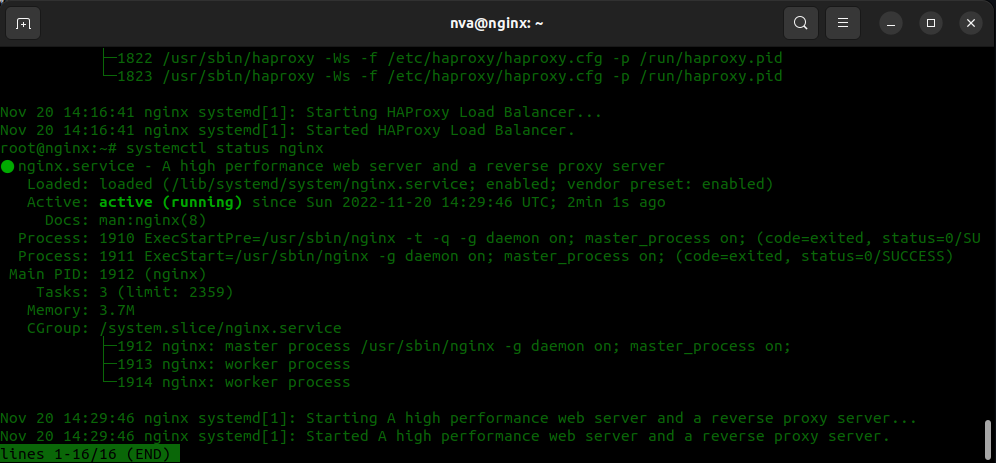 nva@nginx: ~
├─1822 /usr/sbin/haproxy -Ws -f /etc/haproxy/haproxy.cfg -p /run/haproxy.pid
└─1823 /usr/sbin/haproxy -Ws -f /etc/haproxy/haproxy.cfg -p /run/haproxy.pid
Nov 20 14:16:41 nginx systemd[1]: Starting HAProxy Load Balancer...
Nov 20 14:16:41 nginx systemd[1]: Started HAProxy Load Balancer.
root@nginx:~# systemctl status nginx
● nginx.service - A high performance web server and a reverse proxy server
Loaded: loaded (/lib/systemd/system/nginx.service; enabled; vendor preset: enabled)
Active: active (running) since Sun 2022-11-20 14:29:46 UTC; 2min 1s ago
Docs: man:nginx(8)
Process: 1910 ExecStartPre=/usr/sbin/nginx -t -q -g daemon on; master_process on; (code=exited, status=0/SU
Process: 1911 ExecStart=/usr/sbin/nginx -g daemon on; master_process on; (code=exited, status=0/SUCCESS)
Main PID: 1912 (nginx)
Tasks: 3 (limit: 2359)
Memory: 3.7M
CGroup: /system.slice/nginx.service
├─1912 nginx: master process /usr/sbin/nginx -g daemon on; master_process on;
├─1913 nginx: worker process
└─1914 nginx: worker process
Nov 20 14:29:46 nginx systemd[1]: Starting A high performance web server and a reverse proxy server...
Nov 20 14:29:46 nginx systemd[1]: Started A high performance web server and a reverse proxy server.
lines 1-16/16 (END)